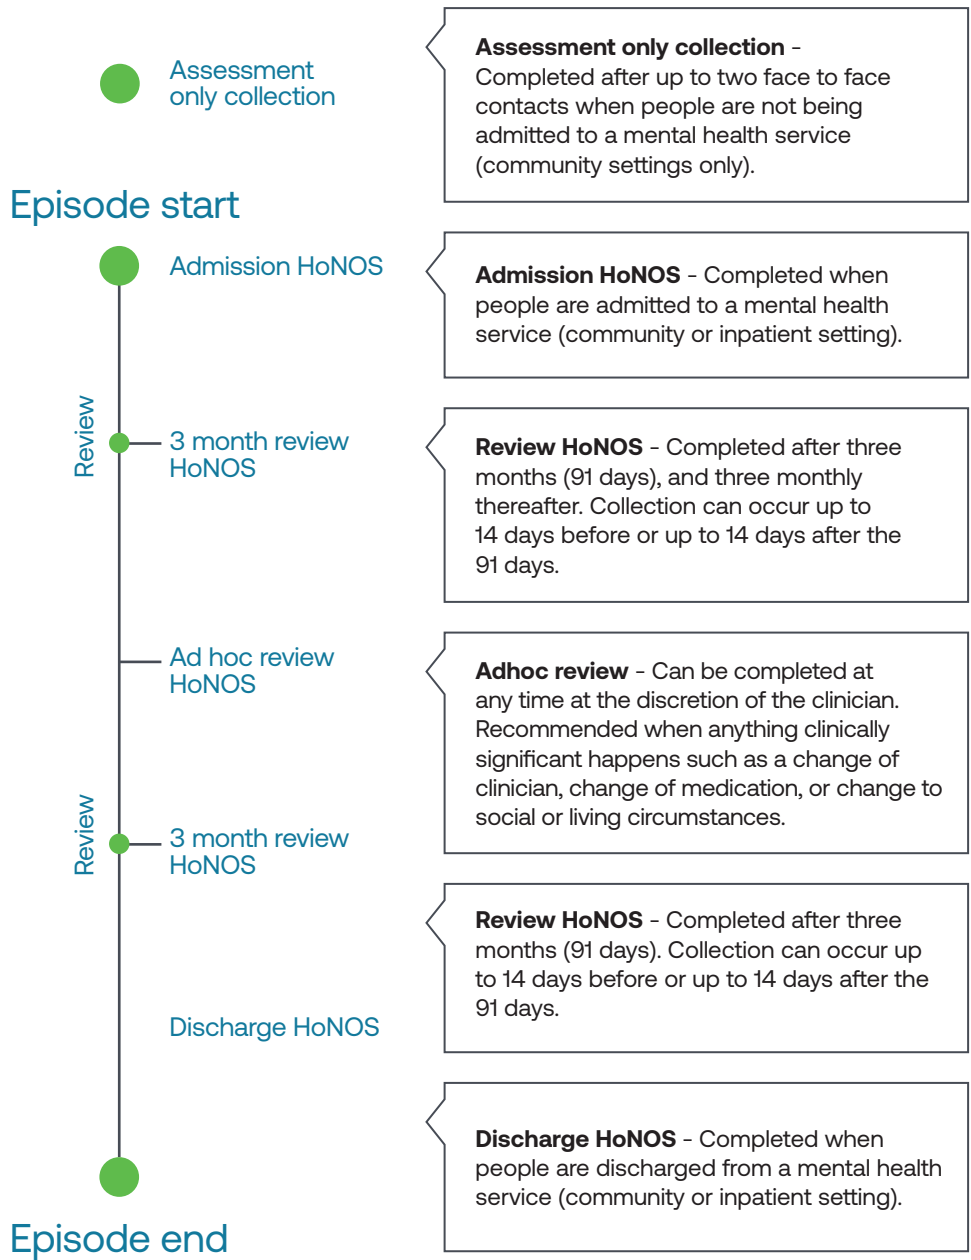 Assessment
only collection
Assessment only collection -
Completed after up to two face to face
contacts when people are not being
admitted to a mental health service
(community settings only).
Episode start
Admission HoNOS
Admission HoNOS - Completed when
people are admitted to a mental health
service (community or inpatient setting).
Review
3 month review
HoNOS
Review HoNOS - Completed after three
months (91 days), and three monthly
thereafter. Collection can occur up to
14 days before or up to 14 days after the
91 days.
Ad hoc review
HoNOS
Adhoc review - Can be completed at
any time at the discretion of the clinician.
Recommended when anything clinically
significant happens such as a change of
clinician, change of medication, or change to
social or living circumstances.
Review
3 month review
HoNOS
Review HoNOS - Completed after three
months (91 days). Collection can occur up
to 14 days before or up to 14 days after the
91 days.
Discharge HoNOS
Discharge HoNOS - Completed when
people are discharged from a mental health
service (community or inpatient setting).
Episode end